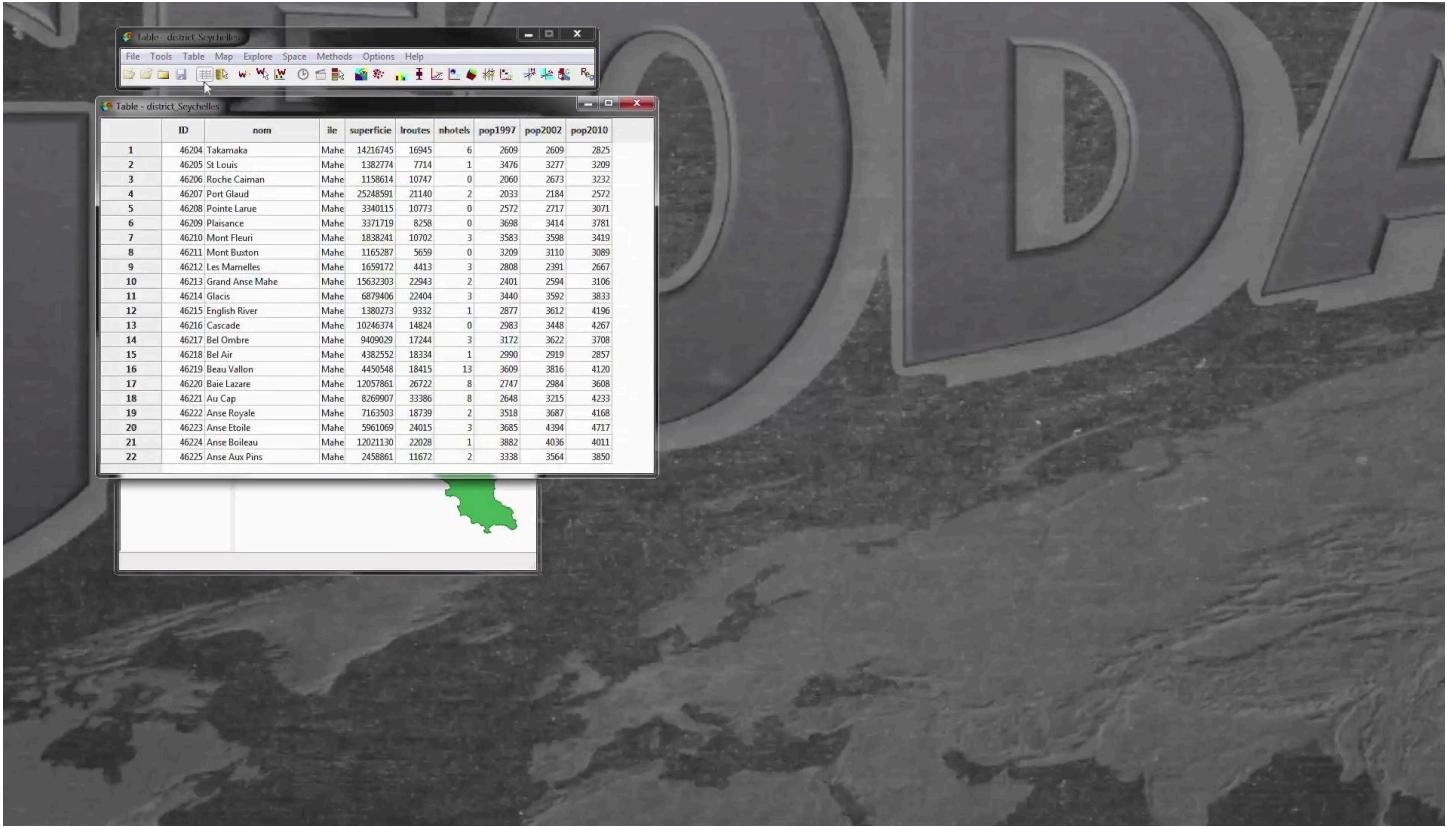 Table - district_Seychelles
File Tools Table Map Explore Space Methods Options Help
W W W Reg
Table - district_Seychelles
ID nom ile superficie lroutes nhotels pop1997 pop2002 pop2010
1 46204 Takamaka Mahe 14216745 16945 6 2609 2609 2825
2 46205 St Louis Mahe 1382774 7714 1 3476 3277 3209
3 46206 Roche Caiman Mahe 1158614 10747 0 2060 2673 3232
4 46207 Port Glaud Mahe 25248591 21140 2 2033 2184 2572
5 46208 Pointe Larue Mahe 3340115 10773 0 2572 2717 3071
6 46209 Plaisance Mahe 3371719 8258 0 3698 3414 3781
7 46210 Mont Fleuri Mahe 1838241 10702 3 3583 3598 3419
8 46211 Mont Buxton Mahe 1165287 5659 0 3209 3110 3089
9 46212 Les Mamelles Mahe 1659172 4413 3 2808 2391 2667
10 46213 Grand Anse Mahe Mahe 15632303 22943 2 2401 2594 3106
11 46214 Glacis Mahe 6879406 22404 3 3440 3592 3833
12 46215 English River Mahe 1380273 9332 1 2877 3612 4196
13 46216 Cascade Mahe 10246374 14824 0 2983 3448 4267
14 46217 Bel Ombre Mahe 9409029 17244 3 3172 3622 3708
15 46218 Bel Air Mahe 4382552 18334 1 2990 2919 2857
16 46219 Beau Vallon Mahe 4450548 18415 13 3609 3816 4120
17 46220 Baie Lazare Mahe 12057861 26722 8 2747 2984 3608
18 46221 Au Cap Mahe 8269907 33386 8 2648 3215 4233
19 46222 Anse Royale Mahe 7163503 18739 2 3518 3687 4168
20 46223 Anse Etoile Mahe 5961069 24015 3 3685 4394 4717
21 46224 Anse Boileau Mahe 12021130 22028 1 3882 4036 4011
22 46225 Anse Aux Pins Mahe 2458861 11672 2 3338 3564 3850
EODA